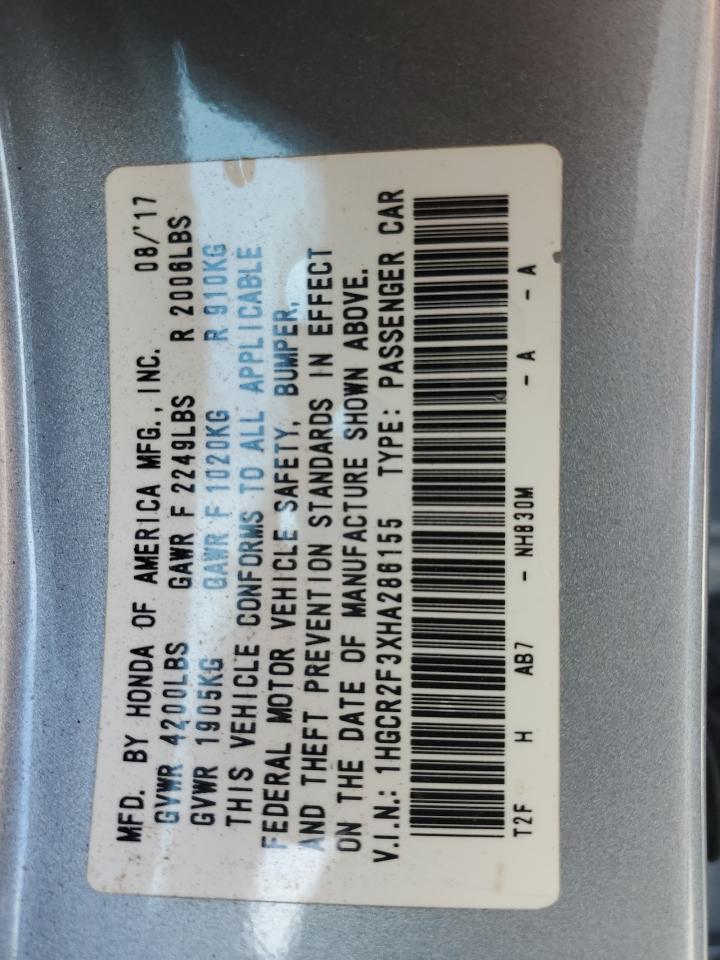 MFD. BY HONDA OF AMERICA MFG., INC. 08/'17
GVWR 4200LBS GAWR F 2249LBS R 2006LBS
GVWR 1905KG GAWR F 1020KG R 910KG
THIS VEHICLE CONFORMS TO ALL APPLICABLE
FEDERAL MOTOR VEHICLE SAFETY, BUMPER,
AND THEFT PREVENTION STANDARDS IN EFFECT
ON THE DATE OF MANUFACTURE SHOWN ABOVE.
V.I.N.: 1HGCR2F3XHA286155 TYPE: PASSENGER CAR
T2F H AB7 - NH830M - A - A